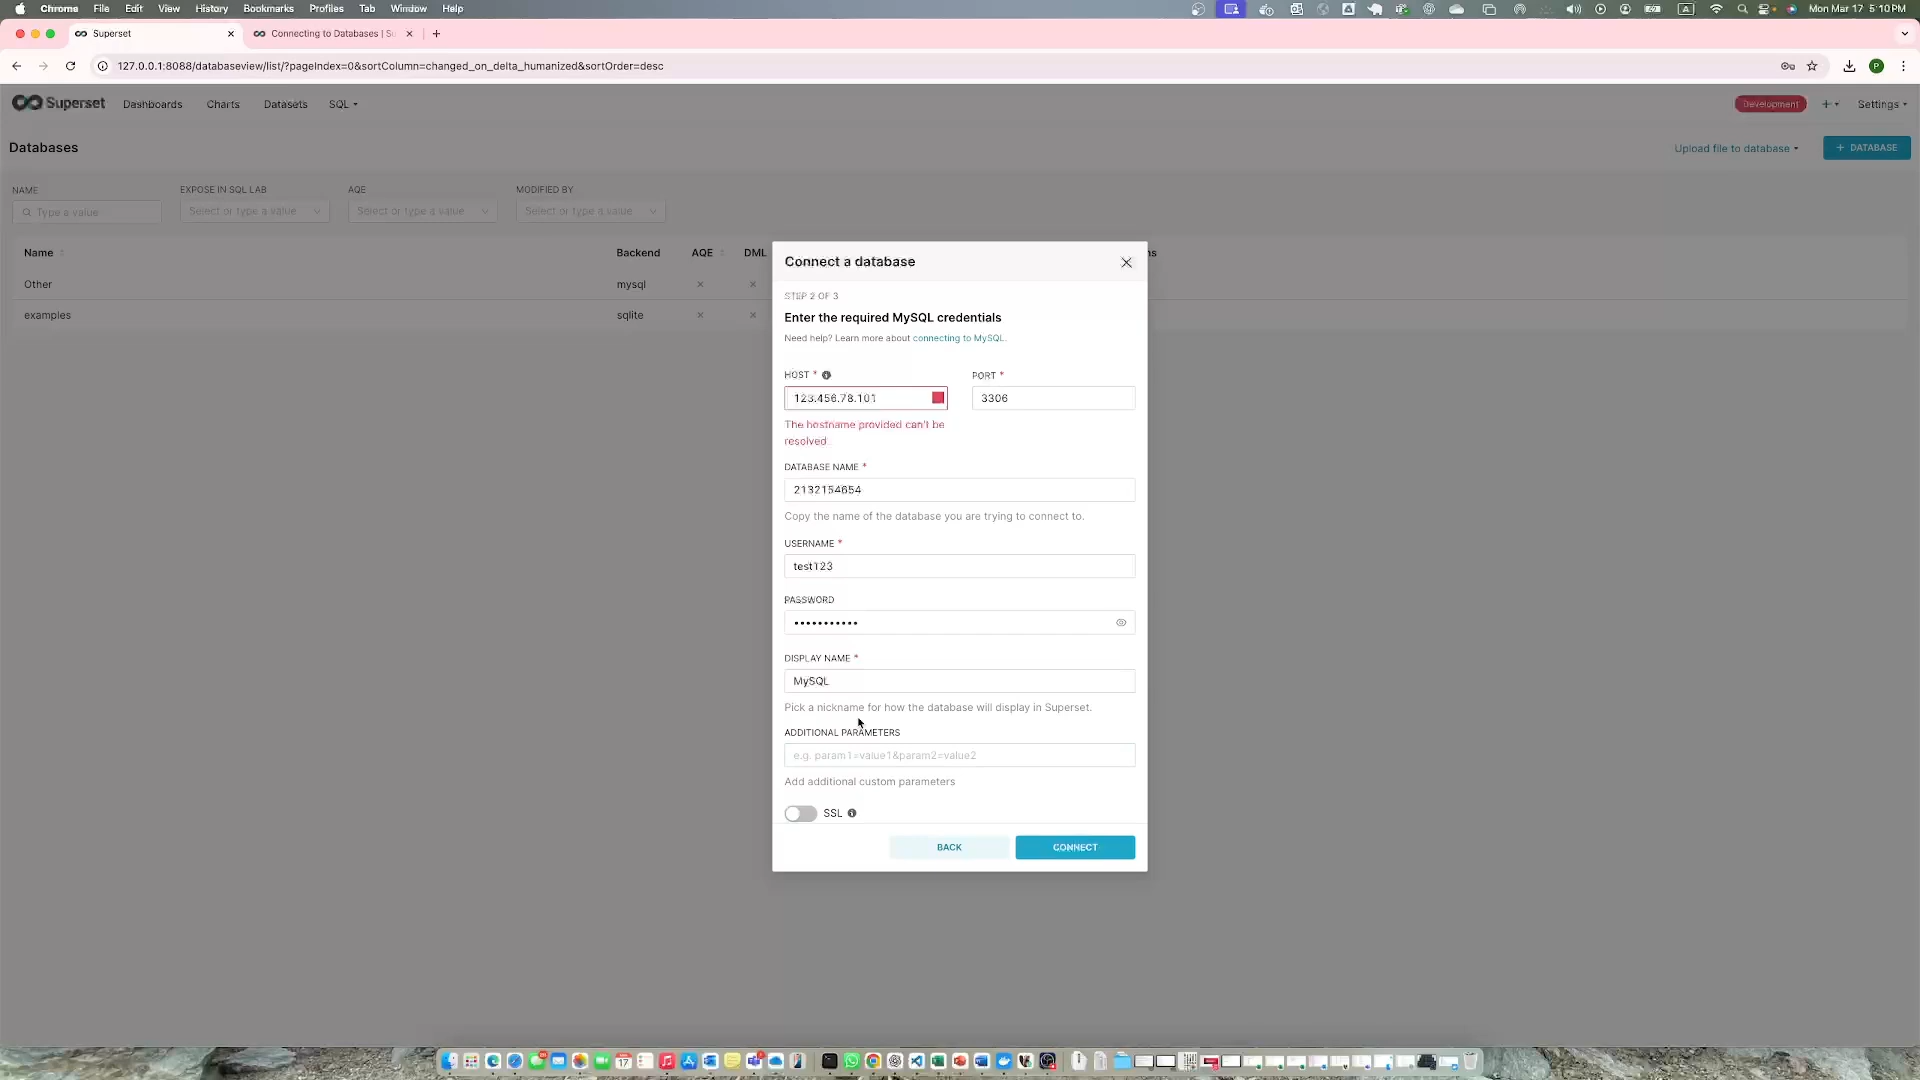 Chrome File Edit View History Bookmarks Profiles Tab Window Help
Mon Mar 17 5:10 PM
Superset
Connecting to Databases | Su
127.0.0.1:8088/databaseview/list/?pageIndex=0&sortColumn=changed_on_delta_humanized&sortOrder=desc
P
Superset Dashboards Charts Datasets SQL
Development + Settings
Databases
Upload file to database
+ DATABASE
NAME EXPOSE IN SQL LAB AQE MODIFIED BY
Type a value Select or type a value Select or type a value Select or type a value
Name Backend AQE DML ns
Other mysql
examples sqlite
Connect a database
STEP 2 OF 3
Enter the required MySQL credentials
Need help? Learn more about connecting to MySQL.
HOST * PORT *
123.456.78.101 3306
The hostname provided can't be
resolved
DATABASE NAME *
2132154654
Copy the name of the database you are trying to connect to.
USERNAME *
test123
PASSWORD
•••••••••••
DISPLAY NAME *
MySQL
Pick a nickname for how the database will display in Superset.
ADDITIONAL PARAMETERS
e.g. param1=value1&param2=value2
Add additional custom parameters
SSL
BACK CONNECT